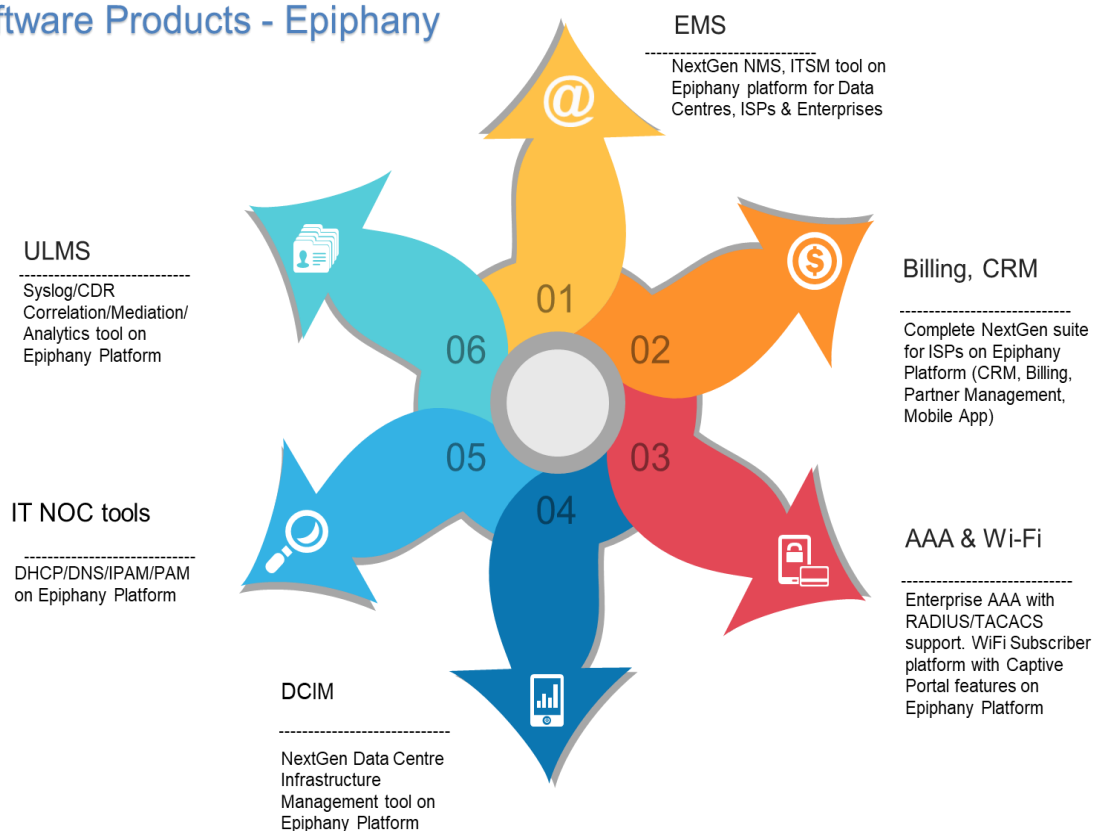 ftware Products - Epiphany
EMS
NextGen NMS, ITSM tool on
Epiphany platform for Data
Centres, ISPs & Enterprises
@
01
$
02
Billing, CRM
Complete NextGen suite
for ISPs on Epiphany
Platform (CRM, Billing,
Partner Management,
Mobile App)
03
AAA & Wi-Fi
Enterprise AAA with
RADIUS/TACACS
support. WiFi Subscriber
platform with Captive
Portal features on
Epiphany Platform
04
DCIM
NextGen Data Centre
Infrastructure
Management tool on
Epiphany Platform
05
IT NOC tools
DHCP/DNS/IPAM/PAM
on Epiphany Platform
06
ULMS
Syslog/CDR
Correlation/Mediation/
Analytics tool on
Epiphany Platform